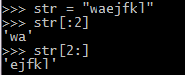 >>> str = "waejfkl"
>>> str[:2]
'wa'
>>> str[2:]
'ejfkl'